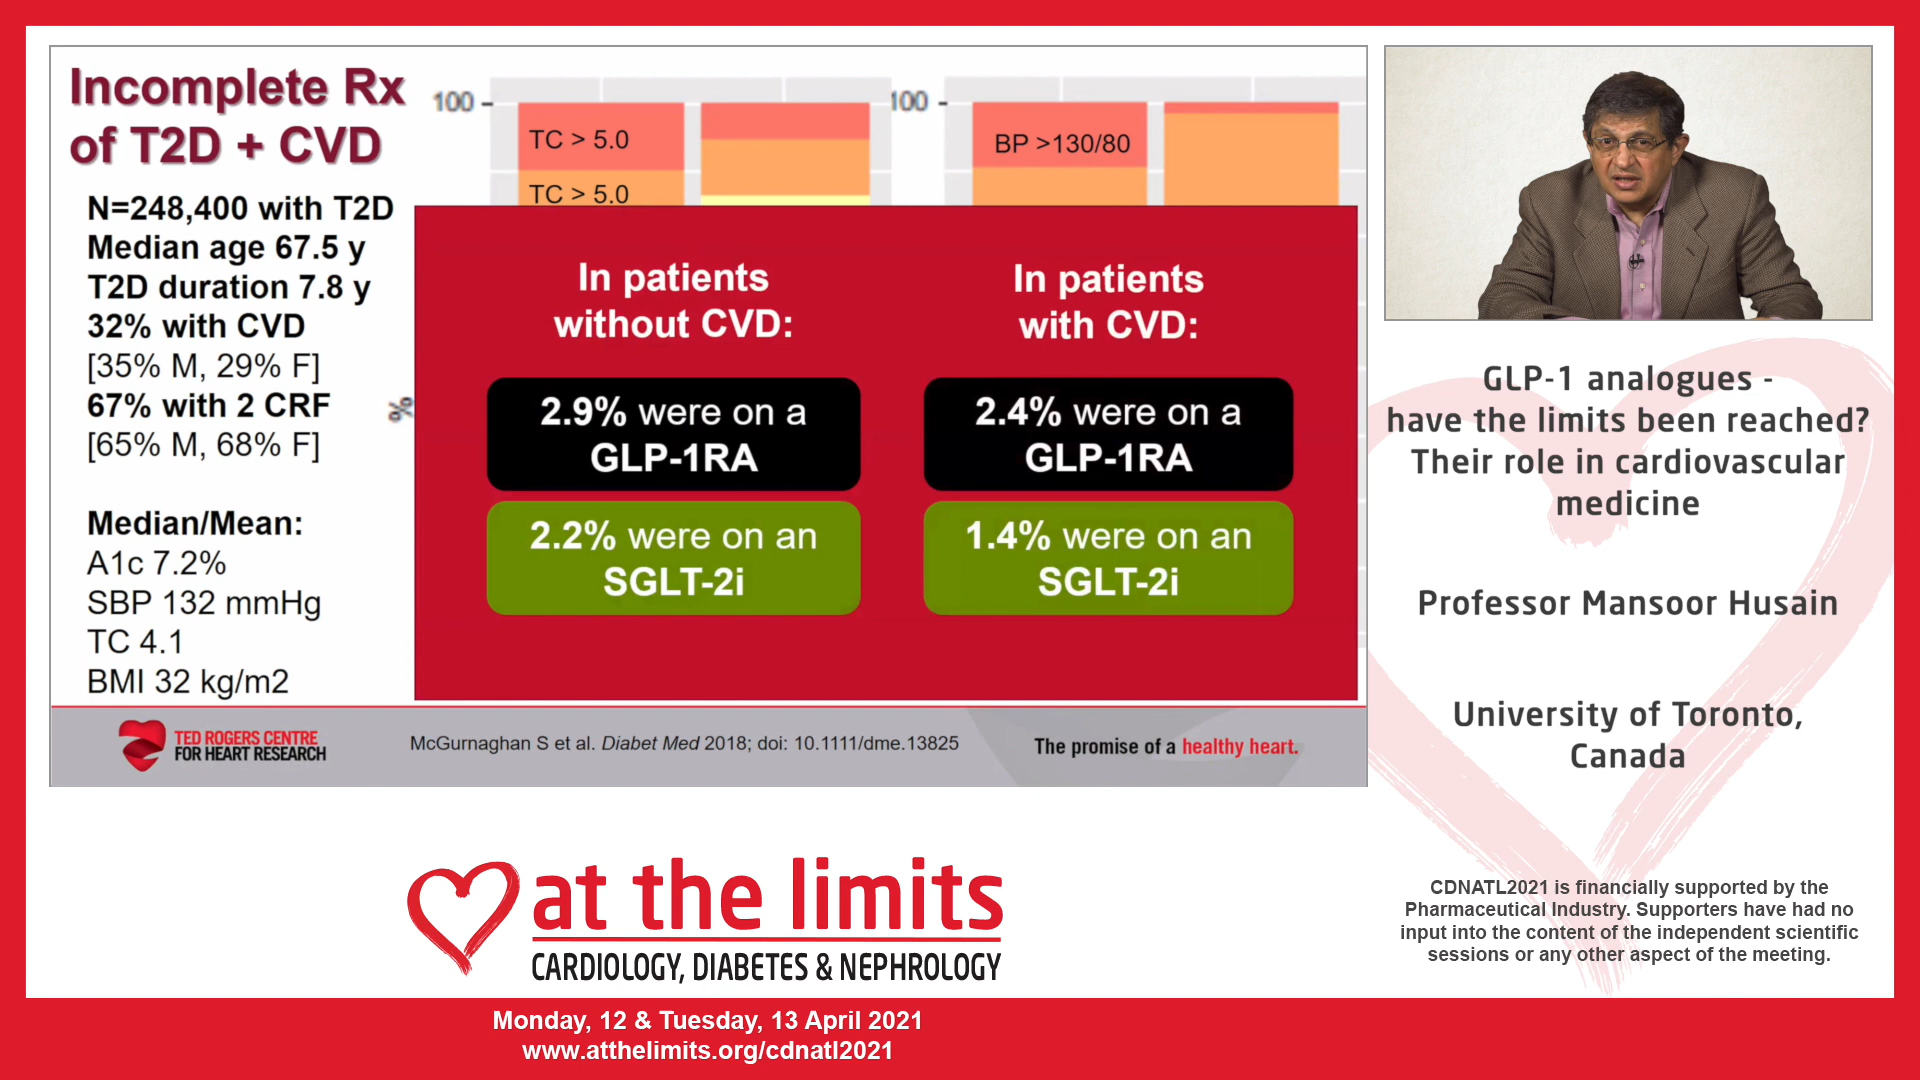 Incomplete Rx
of T2D + CVD
N=248,400 with T2D
Median age 67.5 y
T2D duration 7.8 y
32% with CVD
[35% M, 29% F]
67% with 2 CRF
[65% M, 68% F]
Median/Mean:
A1c 7.2%
SBP 132 mmHg
TC 4.1
BMI 32 kg/m2
100
TC > 5.0
TC > 5.0
100
BP >130/80
In patients
without CVD:
2.9% were on a
GLP-1RA
2.2% were on an
SGLT-2i
In patients
with CVD:
2.4% were on a
GLP-1RA
1.4% were on an
SGLT-2i
TED ROGERS CENTRE
FOR HEART RESEARCH
McGurnaghan S et al. Diabet Med 2018; doi: 10.1111/dme.13825
The promise of a healthy heart.
GLP-1 analogues -
have the limits been reached?
Their role in cardiovascular
medicine
Professor Mansoor Husain
University of Toronto,
Canada
CDNATL2021 is financially supported by the
Pharmaceutical Industry. Supporters have had no
input into the content of the independent scientific
sessions or any other aspect of the meeting.
at the limits
CARDIOLOGY, DIABETES & NEPHROLOGY
Monday, 12 & Tuesday, 13 April 2021
www.atthelimits.org/cdnatl2021